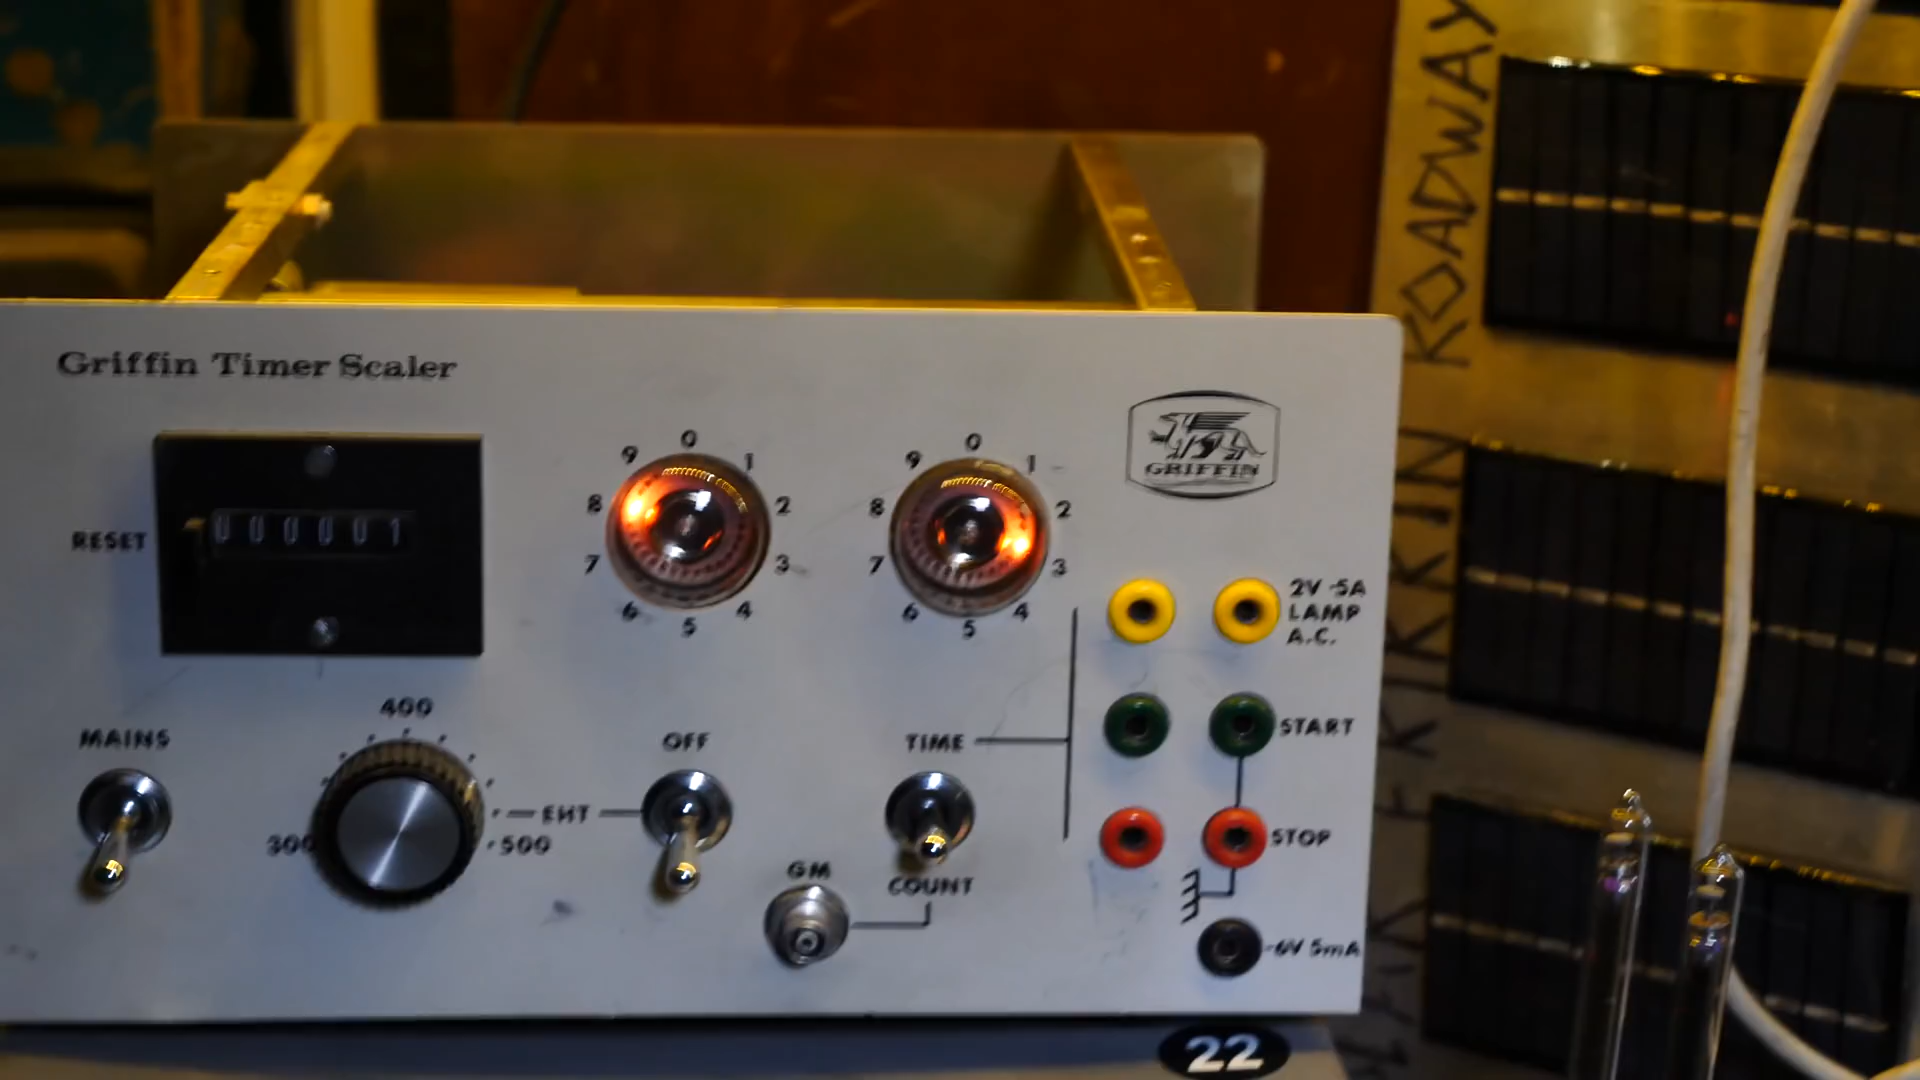 KOADWAY
Griffin Timer Scaler
GRIFFIN
RESET
000001
0 1 2 3 4 5 6 7 8 9
0 1 2 3 4 5 6 7 8 9
2V 5A
LAMP
A.C.
MAINS
400
300
500
EHT
OFF
TIME
COUNT
GM
START
STOP
-6V 5mA
22